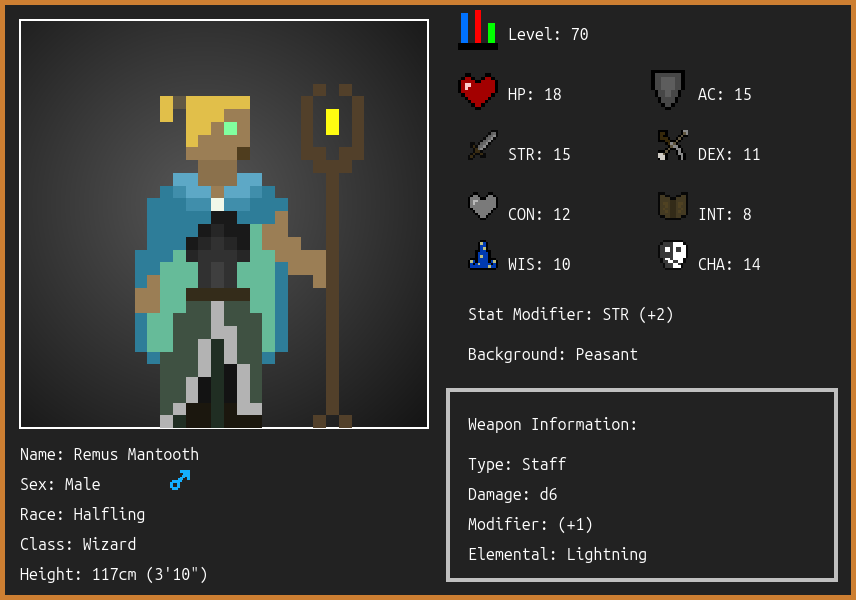 Level: 70
HP: 18
AC: 15
STR: 15
DEX: 11
CON: 12
INT: 8
WIS: 10
CHA: 14
Stat Modifier: STR (+2)
Background: Peasant
Weapon Information:
Type: Staff
Damage: d6
Modifier: (+1)
Elemental: Lightning
Name: Remus Mantooth
Sex: Male
Race: Halfling
Class: Wizard
Height: 117cm (3'10")